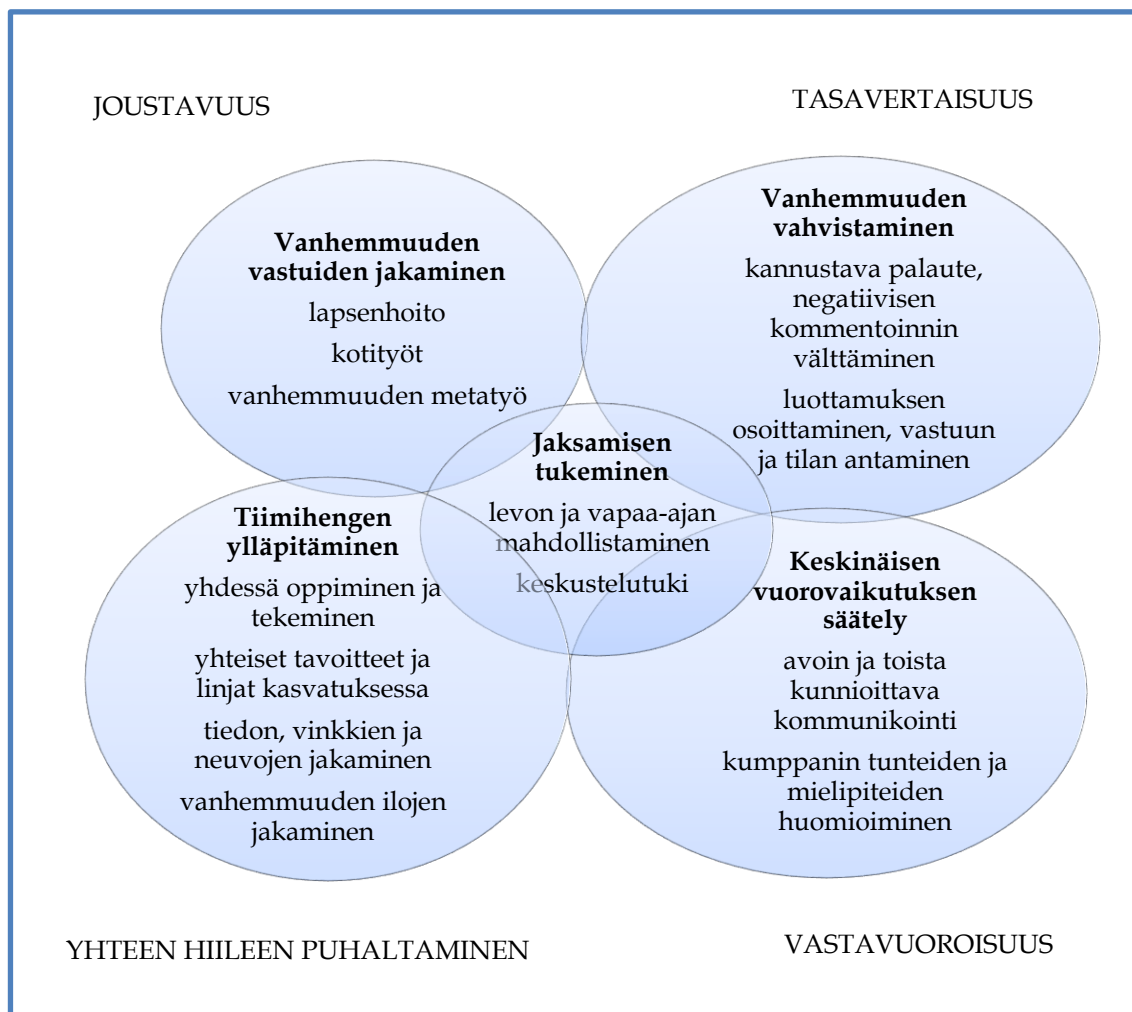 JOUSTAVUUS
TASAVERTAISUUS
Vanhemmuuden
vastuiden jakaminen
lapsenhoito
kotityöt
vanhemmuuden metatyö
Vanhemmuuden
vahvistaminen
kannustava palaute,
negatiivisen
kommentoinnin
välttäminen
luottamuksen
osoittaminen, vastuun
ja tilan antaminen
Jaksamisen
tukeminen
levon ja vapaa-ajan
mahdollistaminen
keskustelutuki
Tiimihengen
ylläpitäminen
yhdessä oppiminen ja
tekeminen
yhteiset tavoitteet ja
linjat kasvatuksessa
tiedon, vinkkien ja
neuvojen jakaminen
vanhemmuuden ilojen
jakaminen
Keskinäisen
vuorovaikutuksen
säätely
avoin ja toista
kunnioittava
kommunikointi
kumppanin tunteiden ja
mielipiteiden
huomioiminen
YHTEEN HIILEEN PUHALTAMINEN
VASTAVUOROISUUS